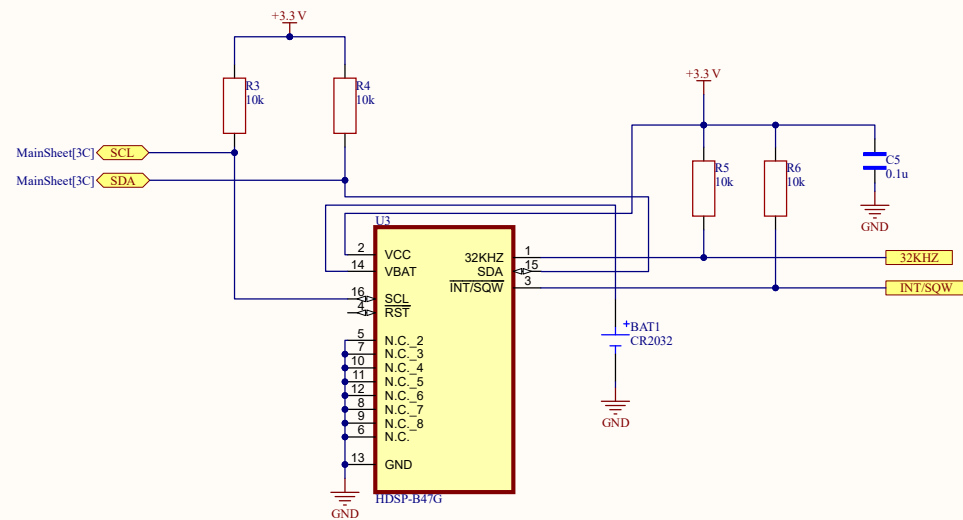 +3.3 V
R3
10k
R4
10k
MainSheet[3C] SCL
MainSheet[3C] SDA
+3.3 V
R5
10k
R6
10k
C5
0.1u
GND
U3
2 VCC
14 VBAT
16 SCL
4 RST
5 N.C._2
7 N.C._3
10 N.C._4
11 N.C._5
12 N.C._6
8 N.C._7
9 N.C._8
6 N.C.
13 GND
32KHZ 1
SDA 15
INT/SQW 3
HDSP-B47G
GND
32KHZ
INT/SQW
+ BAT1
CR2032
GND